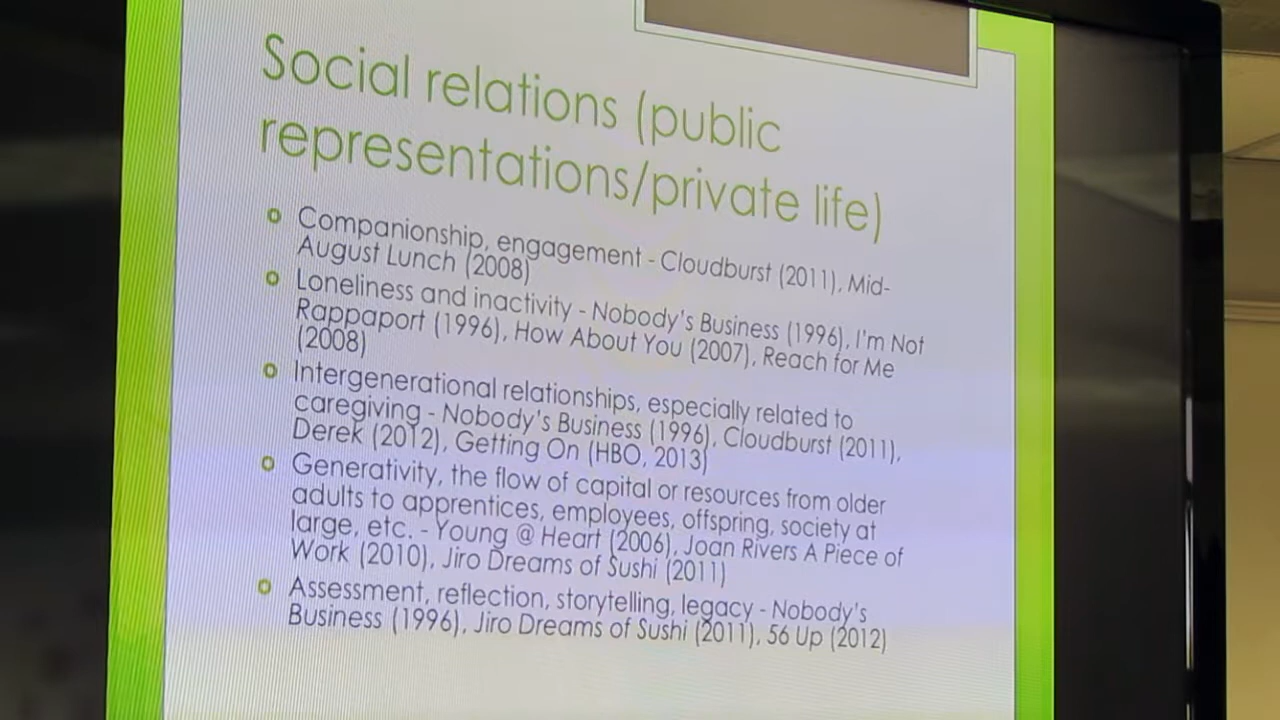 Social relations (public
representations/private life)
Companionship, engagement - Cloudburst (2011), Mid-
August Lunch (2008)
Loneliness and inactivity - Nobody's Business (1996), I'm Not
Rappaport (1996), How About You (2007), Reach for Me
(2008)
Intergenerational relationships, especially related to
caregiving - Nobody's Business (1996), Cloudburst (2011),
Derek (2012), Getting On (HBO, 2013)
Generativity, the flow of capital or resources from older
adults to apprentices, employees, offspring, society at
large, etc. - Young @ Heart (2006), Joan Rivers A Piece of
Work (2010), Jiro Dreams of Sushi (2011)
Assessment, reflection, storytelling, legacy - Nobody's
Business (1996), Jiro Dreams of Sushi (2011), 56 Up (2012)